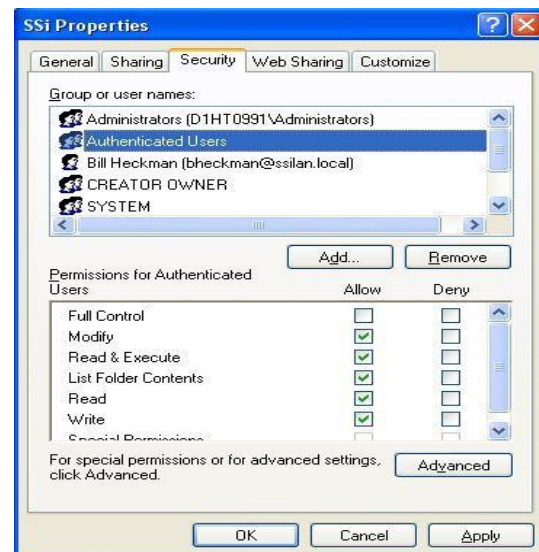 SSi Properties
General Sharing Security Web Sharing Customize
Group or user names:
Administrators (D1HT0991\Administrators)
Authenticated Users
Bill Heckman (bheckman@ssilan.local)
CREATOR OWNER
SYSTEM
Add... Remove
Permissions for Authenticated
Users Allow Deny
Full Control
Modify
Read & Execute
List Folder Contents
Read
Write
Special Permissions
For special permissions or for advanced settings,
click Advanced.
Advanced
OK Cancel Apply